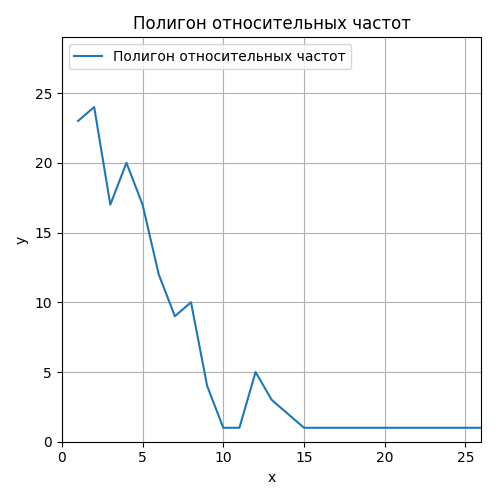 Полигон относительных частот
Полигон относительных частот
25
20
15
10
5
0
y
0 5 10 15 20 25
x